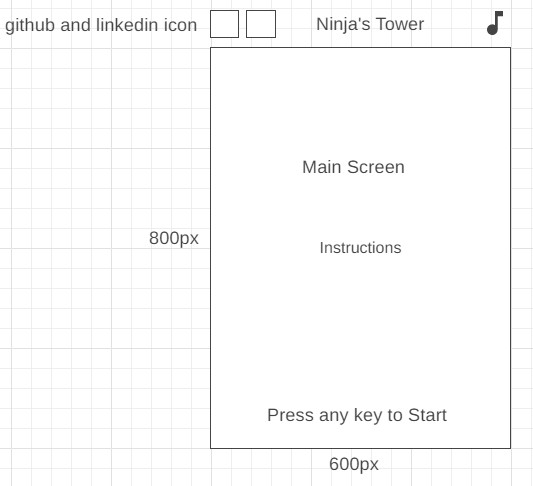 github and linkedin icon
Ninja's Tower
Main Screen
800px
Instructions
Press any key to Start
600px